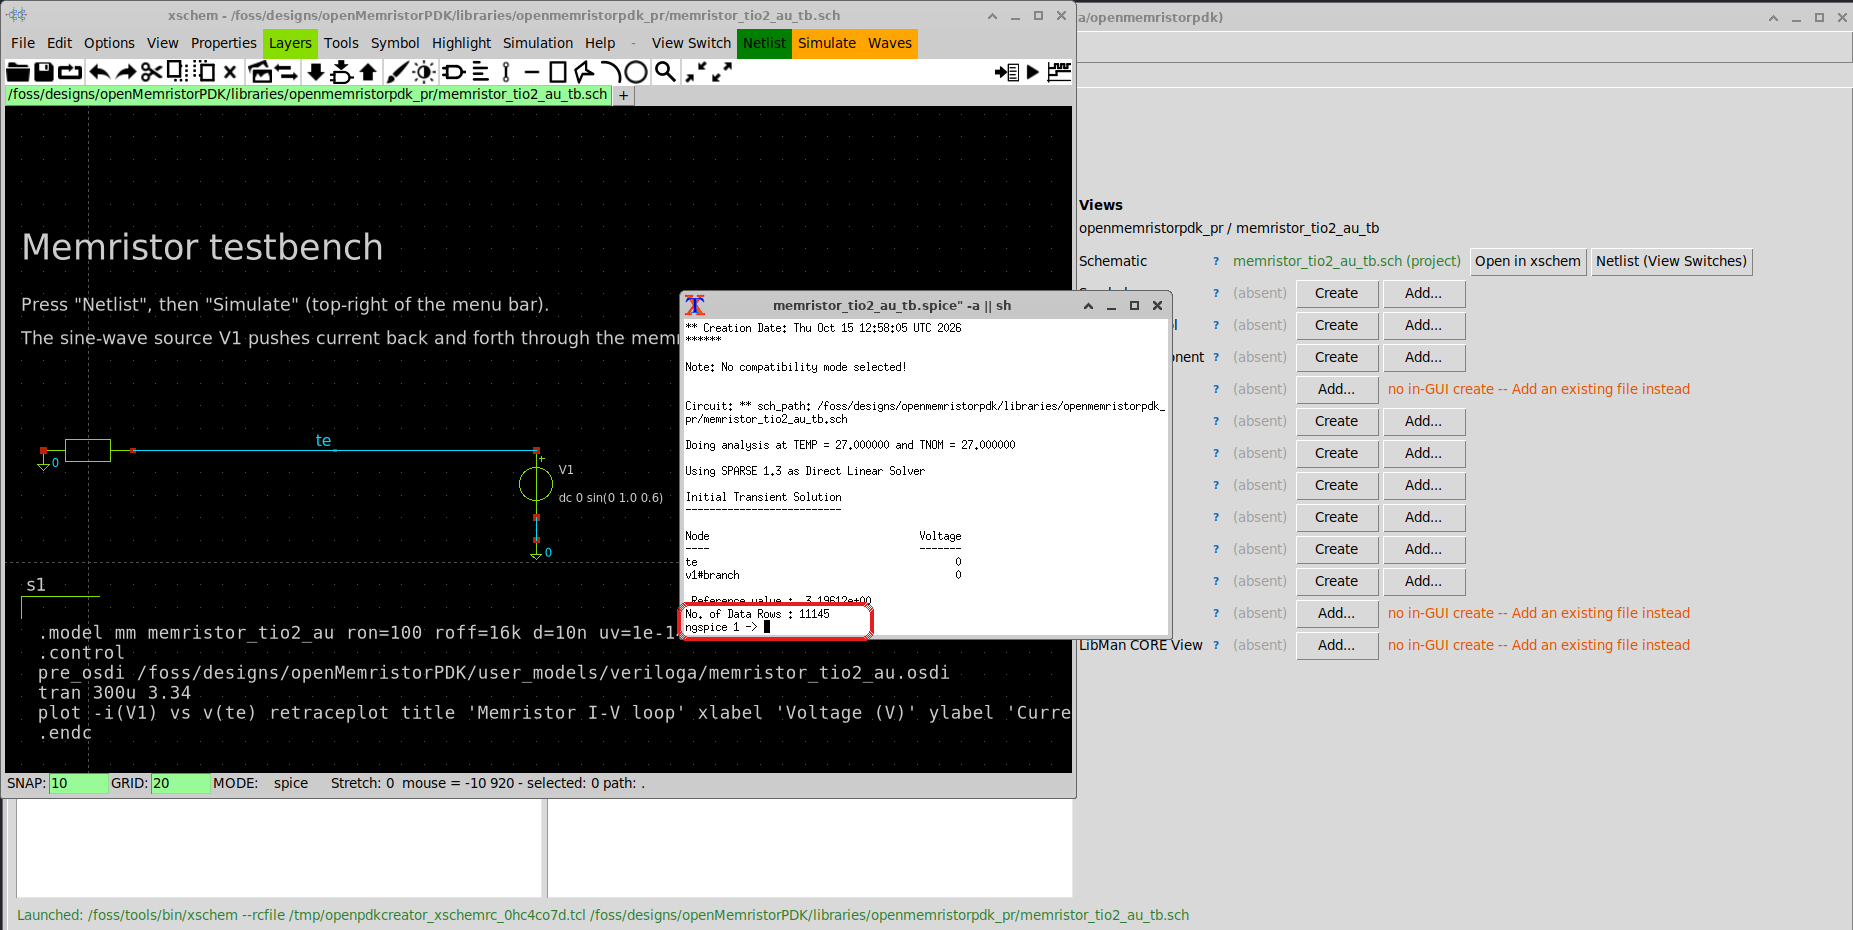 xschem - /foss/designs/openMemristorPDK/libraries/openmemristorpdk_pr/memristor_tio2_au_tb.sch
a/openmemristorpdk)
File Edit Options View Properties Layers Tools Symbol Highlight Simulation Help - View Switch Netlist Simulate Waves
/foss/designs/openMemristorPDK/libraries/openmemristorpdk_pr/memristor_tio2_au_tb.sch +
Memristor testbench
Press "Netlist", then "Simulate" (top-right of the menu bar).
The sine-wave source V1 pushes current back and forth through the memr
te
0
+
V1
dc 0 sin(0 1.0 0.6)
0
s1
.model mm memristor_tio2_au ron=100 roff=16k d=10n uv=1e-1
.control
pre_osdi /foss/designs/openMemristorPDK/user_models/veriloga/memristor_tio2_au.osdi
tran 300u 3.34
plot -i(V1) vs v(te) retraceplot title 'Memristor I-V loop' xlabel 'Voltage (V)' ylabel 'Curre
.endc
SNAP: 10 GRID: 20 MODE: spice Stretch: 0 mouse = -10 920 - selected: 0 path: .
memristor_tio2_au_tb.spice" -a || sh
** Creation Date: Thu Oct 15 12:58:05 UTC 2026
******
Note: No compatibility mode selected!
Circuit: ** sch_path: /foss/designs/openmemristorpdk/libraries/openmemristorpdk_
pr/memristor_tio2_au_tb.sch
Doing analysis at TEMP = 27.000000 and TNOM = 27.000000
Using SPARSE 1.3 as Direct Linear Solver
Initial Transient Solution
--------------------------
Node Voltage
---- -------
te 0
v1#branch 0
Reference value : 3.19612e+00
No. of Data Rows : 11145
ngspice 1 ->
Views
openmemristorpdk_pr / memristor_tio2_au_tb
Schematic ? memristor_tio2_au_tb.sch (project) Open in xschem Netlist (View Switches)
? (absent) Create Add...
l ? (absent) Create Add...
onent ? (absent) Create Add...
? (absent) Add... no in-GUI create -- Add an existing file instead
? (absent) Create Add...
? (absent) Create Add...
? (absent) Create Add...
? (absent) Create Add...
? (absent) Create Add...
? (absent) Create Add...
? (absent) Add... no in-GUI create -- Add an existing file instead
LibMan CORE View ? (absent) Add... no in-GUI create -- Add an existing file instead
Launched: /foss/tools/bin/xschem --rcfile /tmp/openpdkcreator_xschemrc_0hc4co7d.tcl /foss/designs/openMemristorPDK/libraries/openmemristorpdk_pr/memristor_tio2_au_tb.sch